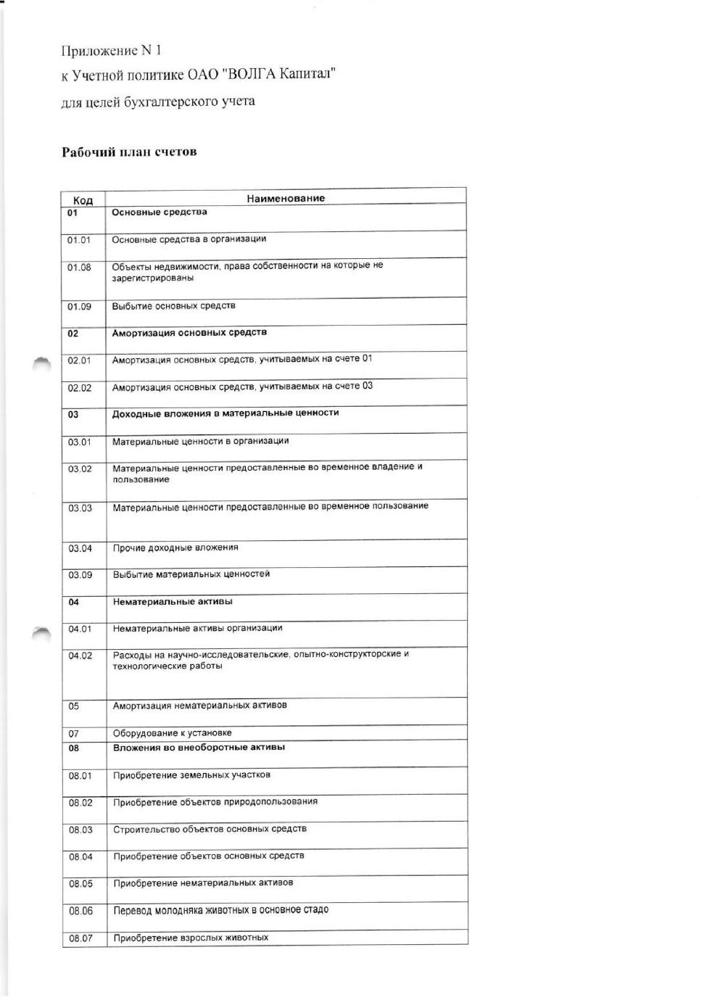 Приложение N 1
к Учетной политике ОАО "ВОЛГА Капитал"
для целей бухгалтерского учета
Рабочий план счетов
Код Наименование
01 Основные средства
01.01 Основные средства в организации
01.08 Объекты недвижимости, права собственности на которые не
зарегистрированы
01.09 Выбытие основных средств
02 Амортизация основных средств
02.01 Амортизация основных средств, учитываемых на счете 01
02.02 Амортизация основных средств, учитываемых на счете 03
03 Доходные вложения в материальные ценности
03.01 Материальные ценности в организации
03.02 Материальные ценности предоставленные во временное владение и
пользование
03.03 Материальные ценности предоставленные во временное пользование
03.04 Прочие доходные вложения
03.09 Выбытие материальных ценностей
04 Нематериальные активы
04.01 Нематериальные активы организации
04.02 Расходы на научно-исследовательские, опытно-конструкторские и
технологические работы
05 Амортизация нематериальных активов
07 Оборудование к установке
08 Вложения во внеоборотные активы
08.01 Приобретение земельных участков
08.02 Приобретение объектов природопользования
08.03 Строительство объектов основных средств
08.04 Приобретение объектов основных средств
08.05 Приобретение нематериальных активов
08.06 Перевод молодняка животных в основное стадо
08.07 Приобретение взрослых животных